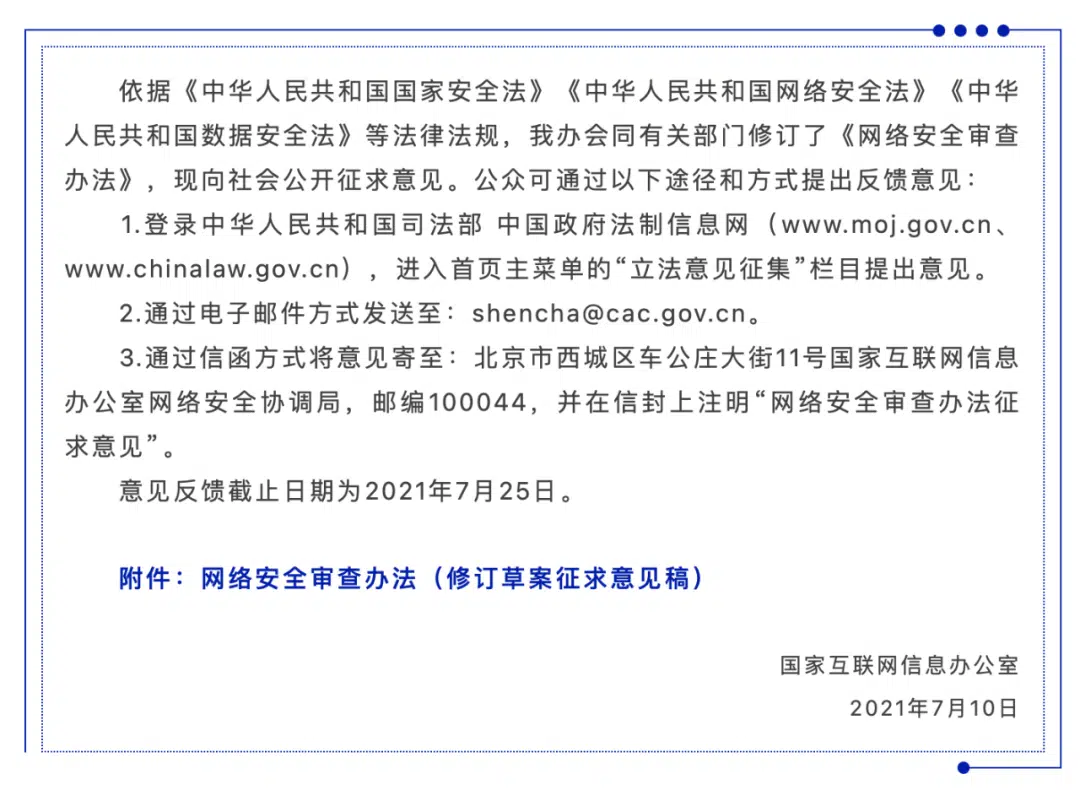 依据《中华人民共和国国家安全法》《中华人民共和国网络安全法》《中华
人民共和国数据安全法》等法律法规，我办会同有关部门修订了《网络安全审查
办法》，现向社会公开征求意见。公众可通过以下途径和方式提出反馈意见：
1.登录中华人民共和国司法部 中国政府法制信息网（www.moj.gov.cn、
www.chinalaw.gov.cn），进入首页主菜单的“立法意见征集”栏目提出意见。
2.通过电子邮件方式发送至：shencha@cac.gov.cn。
3.通过信函方式将意见寄至：北京市西城区车公庄大街11号国家互联网信息
办公室网络安全协调局，邮编100044，并在信封上注明“网络安全审查办法征
求意见”。
意见反馈截止日期为2021年7月25日。
附件：网络安全审查办法（修订草案征求意见稿）
国家互联网信息办公室
2021年7月10日